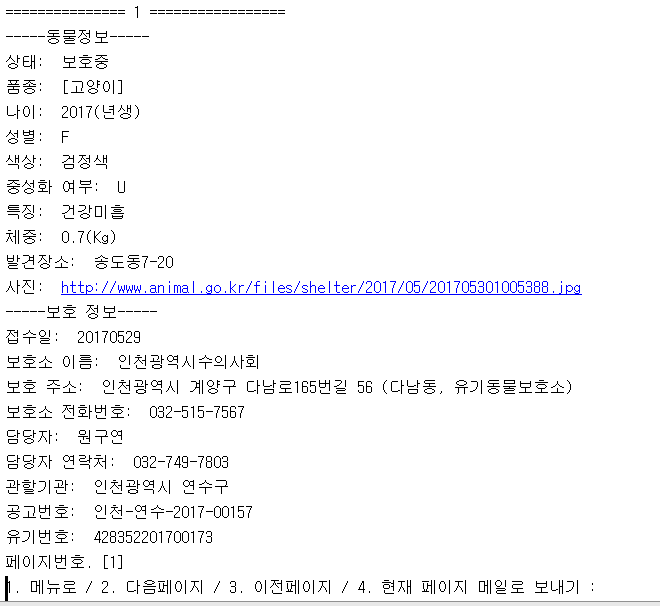 =============== 1 =================
-----동물정보-----
상태:  보호중
품종:  [고양이]
나이:  2017(년생)
성별:  F
색상:  검정색
중성화 여부:  U
특징:  건강미흡
체중:  0.7(Kg)
발견장소:  송도동7-20
사진:  http://www.animal.go.kr/files/shelter/2017/05/201705301005388.jpg
-----보호 정보-----
접수일:  20170529
보호소 이름:  인천광역시수의사회
보호 주소:  인천광역시 계양구 다남로165번길 56 (다남동, 유기동물보호소)
보호소 전화번호:  032-515-7567
담당자:  원구연
담당자 연락처:  032-749-7803
관할기관:  인천광역시 연수구
공고번호:  인천-연수-2017-00157
유기번호:  428352201700173
페이지번호. [1]
1. 메뉴로 / 2. 다음페이지 / 3. 이전페이지 / 4. 현재 페이지 메일로 보내기 :